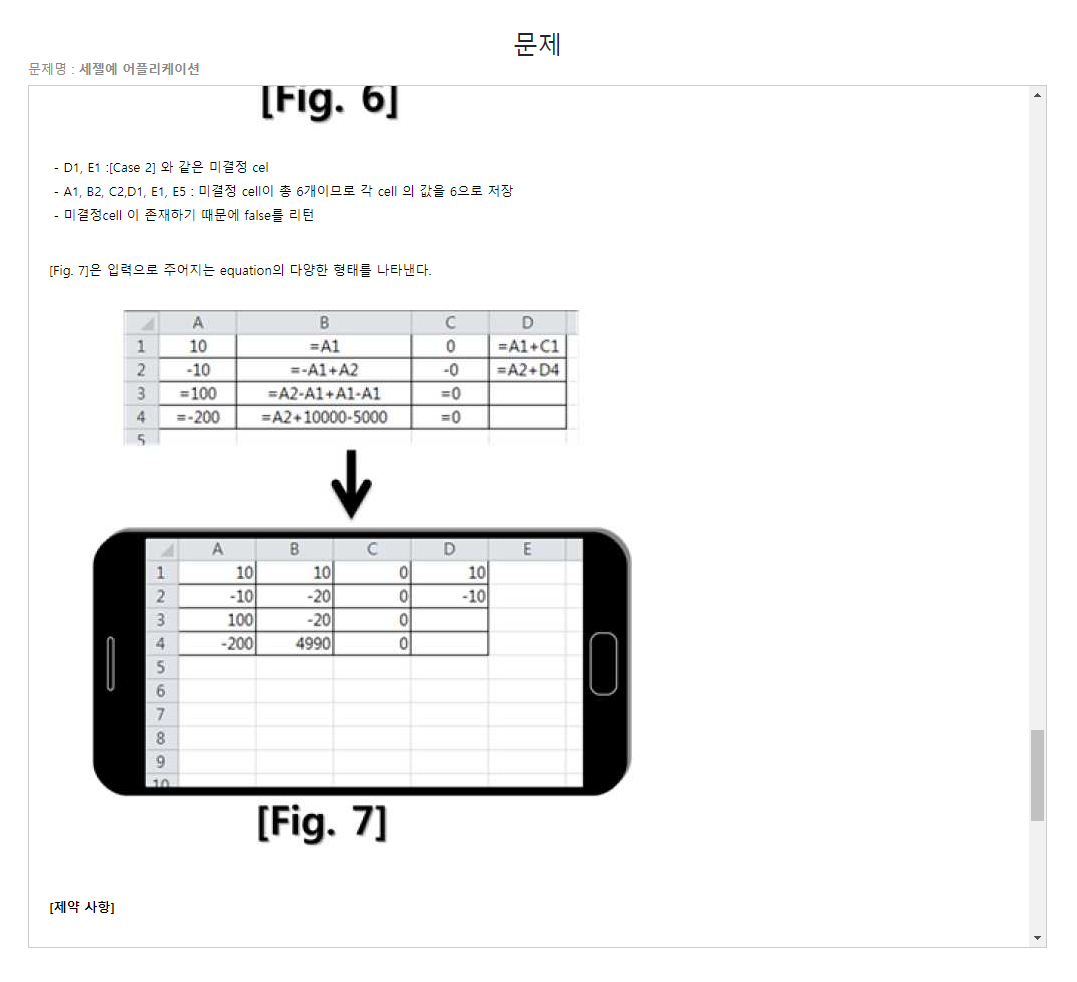 문제
문제명 : 세젤예 어플리케이션
[Fig. 6]
- D1, E1 :[Case 2] 와 같은 미결정 cel
- A1, B2, C2,D1, E1, E5 : 미결정 cell이 총 6개이므로 각 cell 의 값을 6으로 저장
- 미결정cell 이 존재하기 때문에 false를 리턴
[Fig. 7]은 입력으로 주어지는 equation의 다양한 형태를 나타낸다.
A B C D
1 10 =A1 0 =A1+C1
2 -10 =-A1+A2 -0 =A2+D4
3 =100 =A2-A1+A1-A1 =0
4 =-200 =A2+10000-5000 =0
5
A B C D E
1 10 10 0 10
2 -10 -20 0 -10
3 100 -20 0
4 -200 4990 0
5
6
7
8
9
10
[Fig. 7]
[제약 사항]